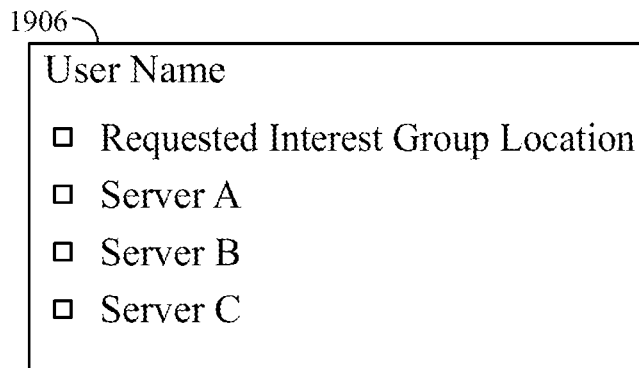 1906
User Name
Requested Interest Group Location
Server A
Server B
Server C